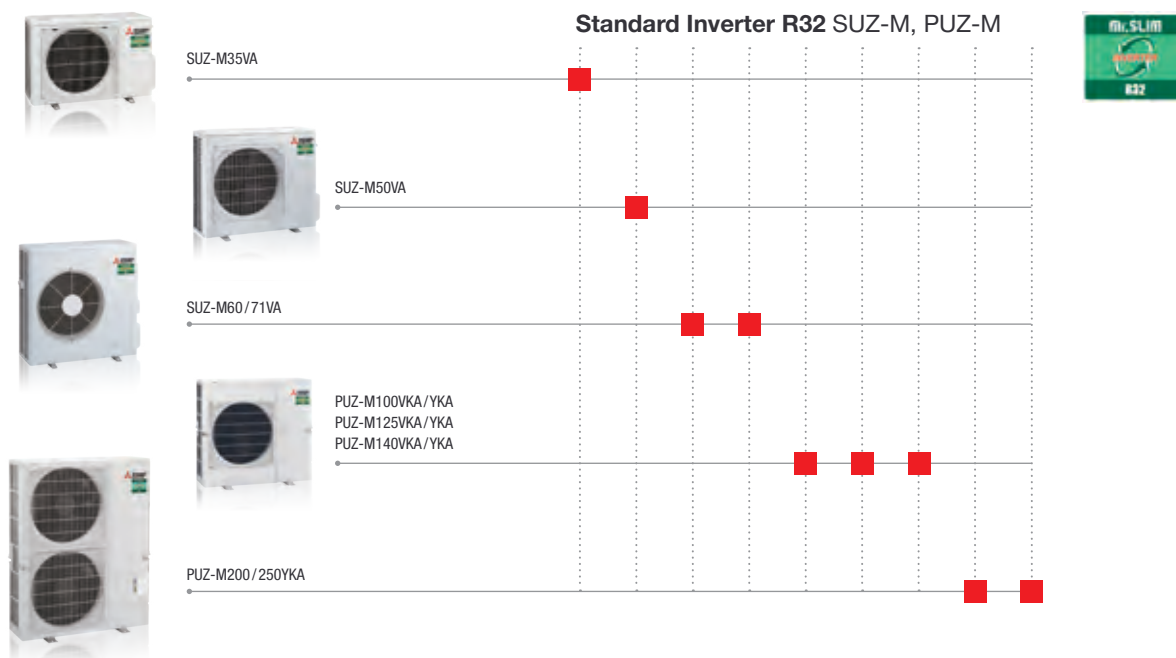 Standard Inverter R32 SUZ-M, PUZ-M
Mr.SLIM
INVERTER
R32
SUZ-M35VA
SUZ-M50VA
SUZ-M60/71VA
PUZ-M100VKA/YKA
PUZ-M125VKA/YKA
PUZ-M140VKA/YKA
PUZ-M200/250YKA